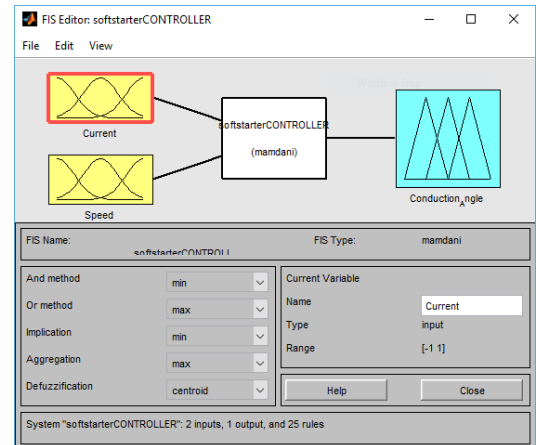 FIS Editor: softstarterCONTROLLER
File Edit View
Current
softstarterCONTROLLER
(mamdani)
Speed
Conduction_Angle
FIS Name: softstarterCONTROLL FIS Type: mamdani
And method min
Or method max
Implication min
Aggregation max
Defuzzification centroid
Current Variable
Name Current
Type input
Range [-1 1]
Help Close
System "softstarterCONTROLLER": 2 inputs, 1 output, and 25 rules